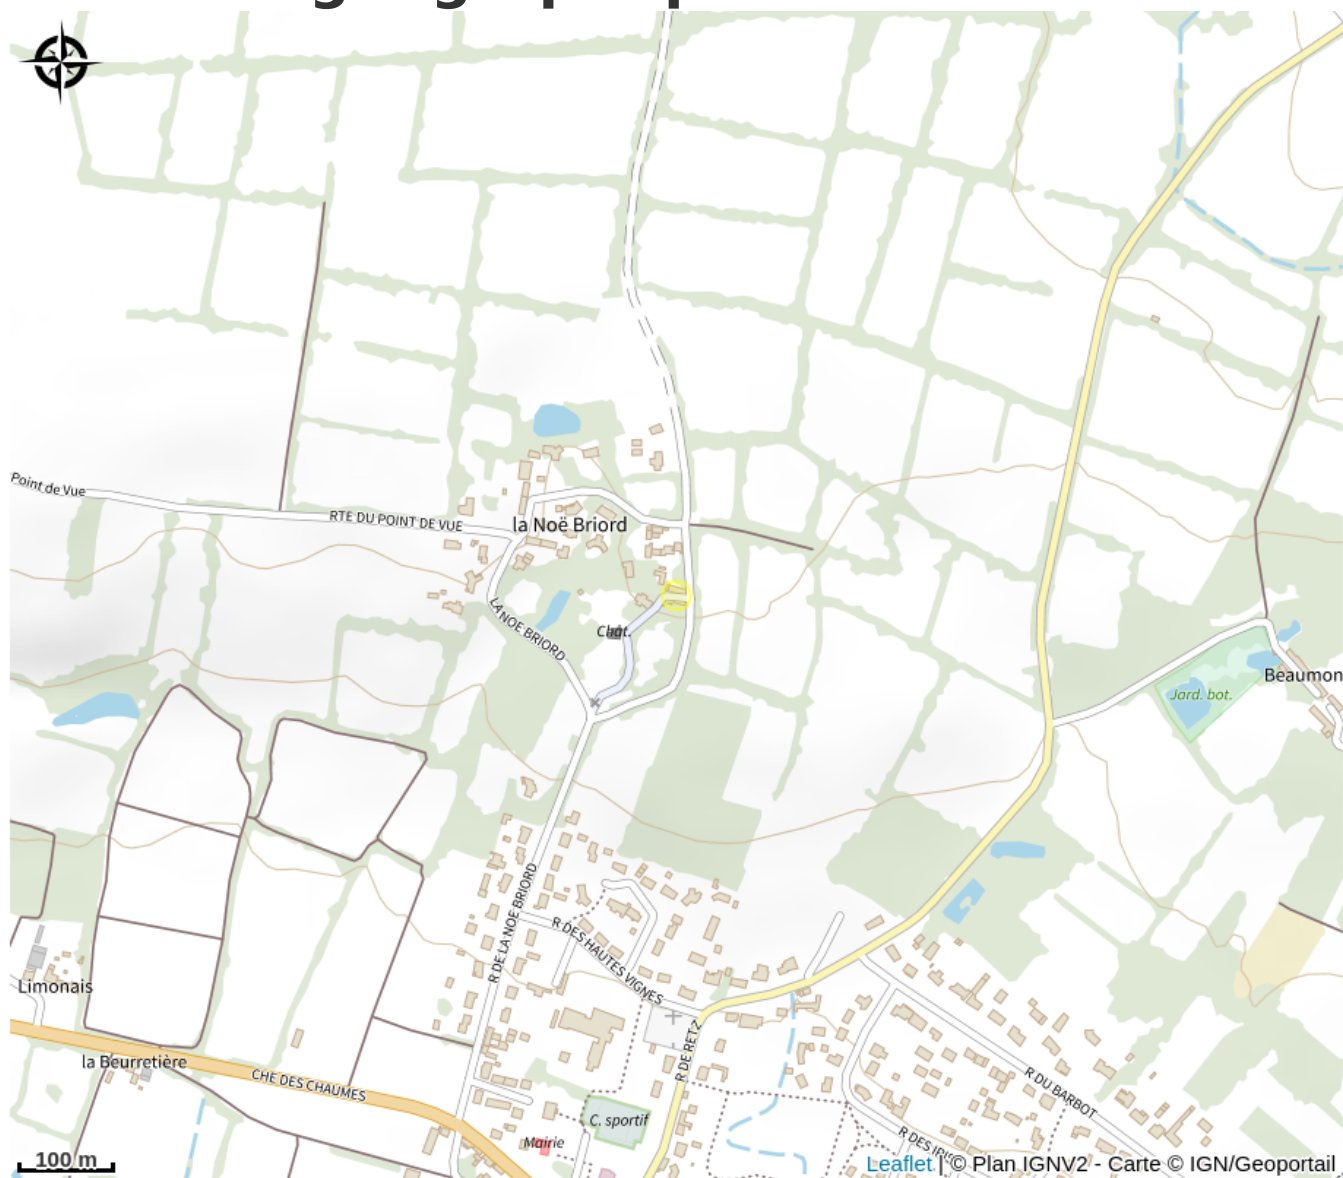 Point de Vue
RTE DU POINT DE VUE
la Noë Briord
LA NOE BRIORD
Chât.
Jard. bot.
Beaumon
R DE LA NOE BRIORD
R DES HAUTES VIGNES
Limonais
la Beurretière
CHE DES CHAUMES
R DE RETZ
R DU BARBOT
C. sportif
Mairie
R DES IRIS
100 m
Leaflet | © Plan IGNV2 - Carte © IGN/Geoportail